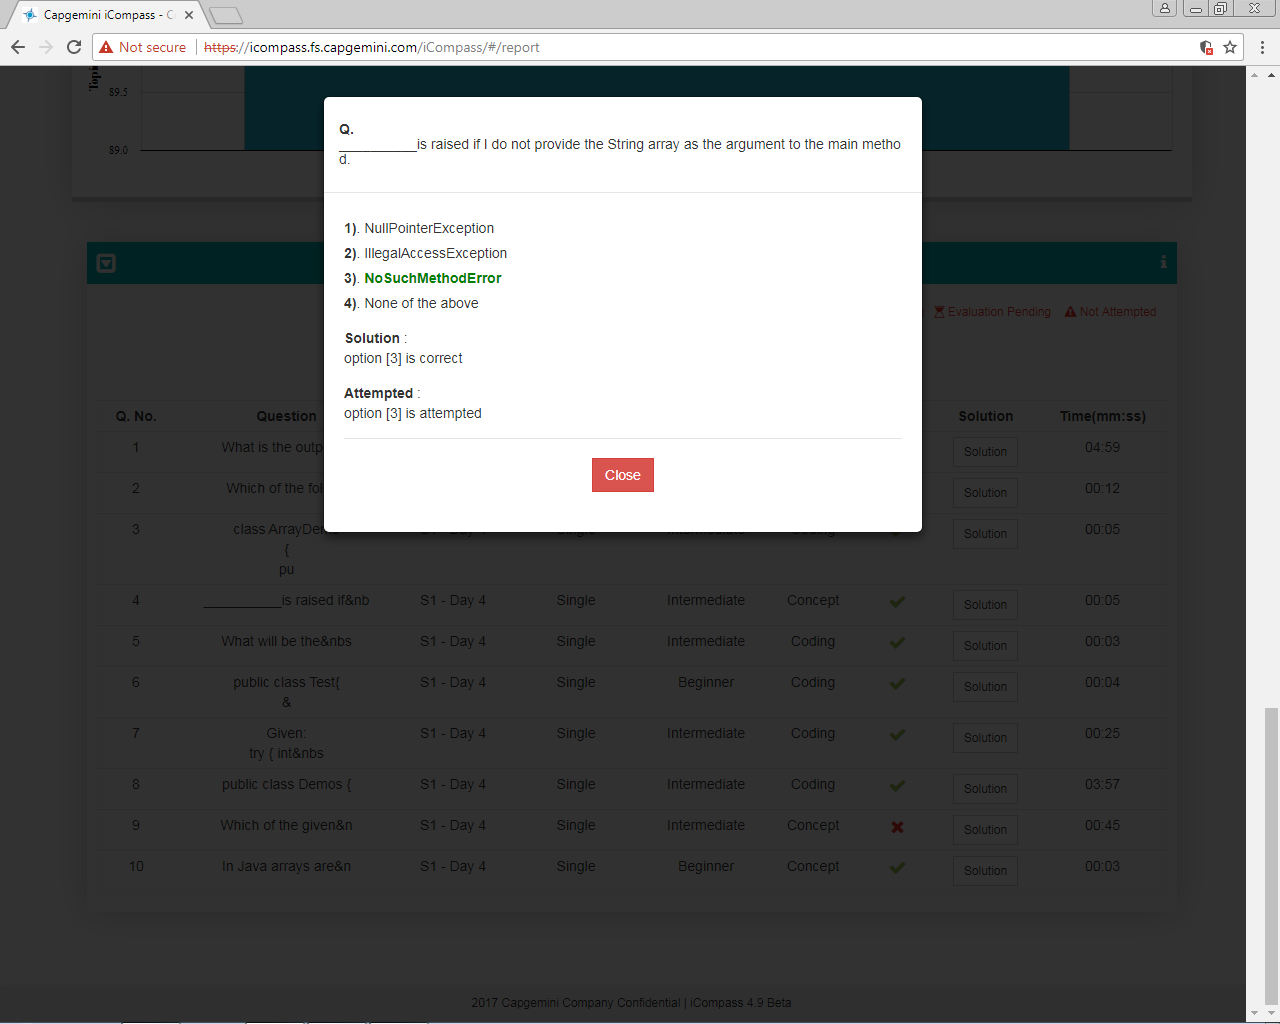 Capgemini iCompass - C
Not secure https://icompass.fs.capgemini.com/iCompass/#/report
89.5
89.0
Q.
__________is raised if I do not provide the String array as the argument to the main metho
d.
1). NullPointerException
2). IllegalAccessException
3). NoSuchMethodError
4). None of the above
Solution :
option [3] is correct
Attempted :
option [3] is attempted
Close
Evaluation Pending Not Attempted
Q. No. Question Solution Time(mm:ss)
1 What is the outp Solution 04:59
2 Which of the fol Solution 00:12
3 class ArrayDemo Solution 00:05
{
pu
4 __________is raised if&nb S1 - Day 4 Single Intermediate Concept Solution 00:05
5 What will be the&nbs S1 - Day 4 Single Intermediate Coding Solution 00:03
6 public class Test{ S1 - Day 4 Single Beginner Coding Solution 00:04
&
7 Given: S1 - Day 4 Single Intermediate Coding Solution 00:25
try { int&nbs
8 public class Demos { S1 - Day 4 Single Intermediate Coding Solution 03:57
9 Which of the given&n S1 - Day 4 Single Intermediate Concept Solution 00:45
10 In Java arrays are&n S1 - Day 4 Single Beginner Concept Solution 00:03
2017 Capgemini Company Confidential | iCompass 4.9 Beta